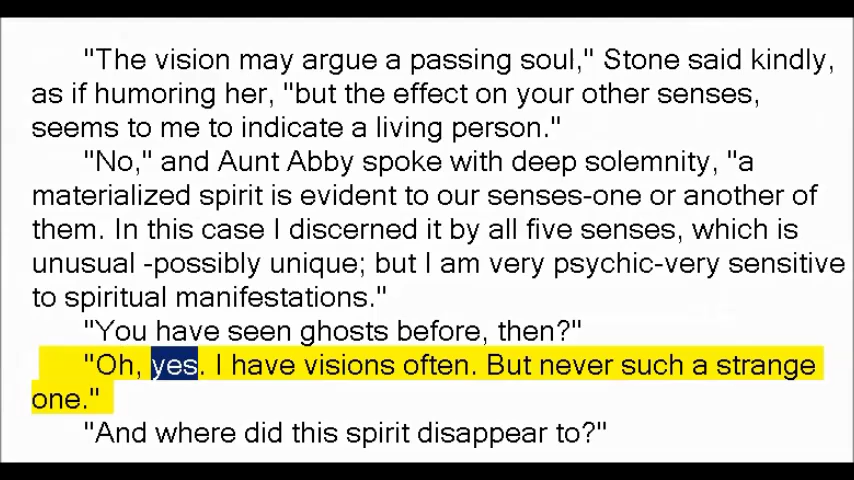 "The vision may argue a passing soul," Stone said kindly,
as if humoring her, "but the effect on your other senses,
seems to me to indicate a living person."
"No," and Aunt Abby spoke with deep solemnity, "a
materialized spirit is evident to our senses-one or another of
them. In this case I discerned it by all five senses, which is
unusual -possibly unique; but I am very psychic-very sensitive
to spiritual manifestations."
"You have seen ghosts before, then?"
"Oh, yes. I have visions often. But never such a strange
one."
"And where did this spirit disappear to?"